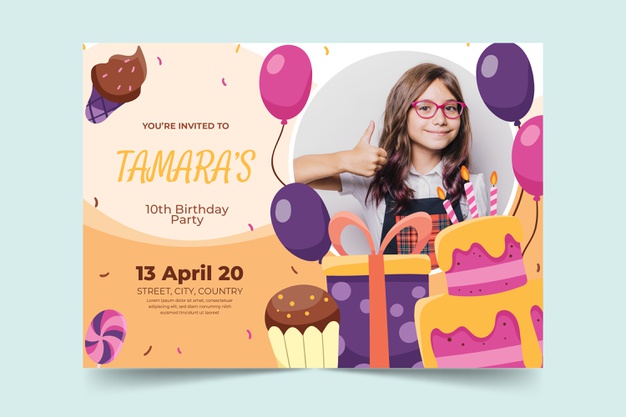 YOU'RE INVITED TO
TAMARA'S
10th Birthday
Party
13 April 20
STREET, CITY, COUNTRY